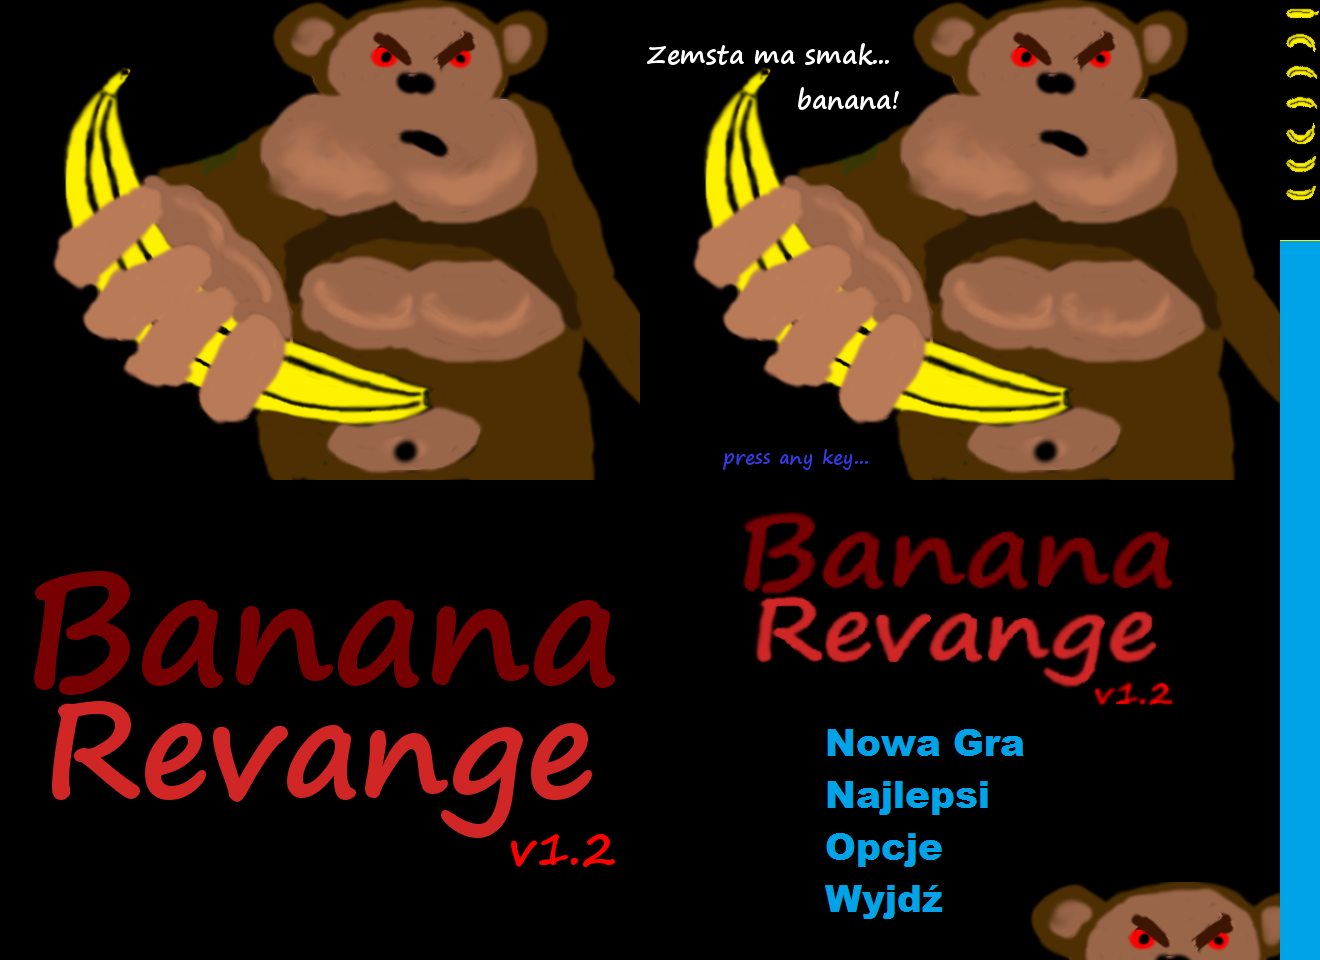 Zemsta ma smak...
banana!
press any key...
Banana
Revange
v1.2
Banana
Revange
v1.2
Nowa Gra
Najlepsi
Opcje
Wyjdź